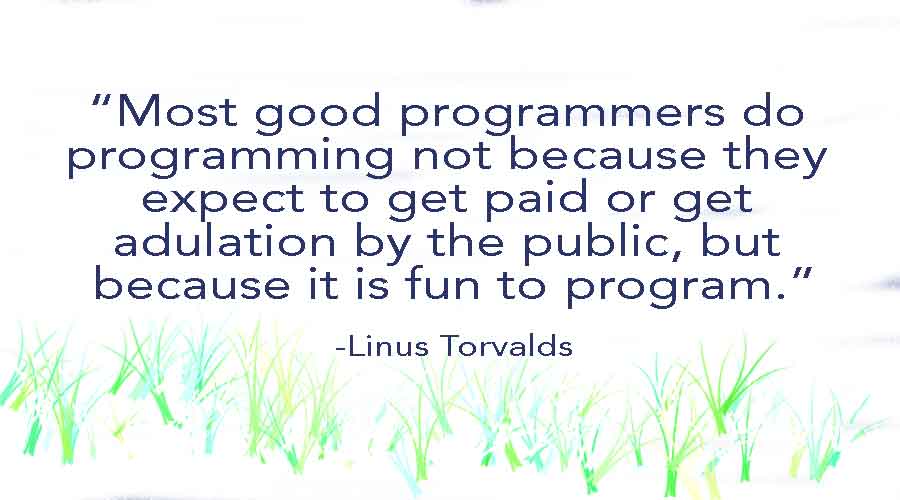 “Most good programmers do
programming not because they
expect to get paid or get
adulation by the public, but
because it is fun to program.”
-Linus Torvalds